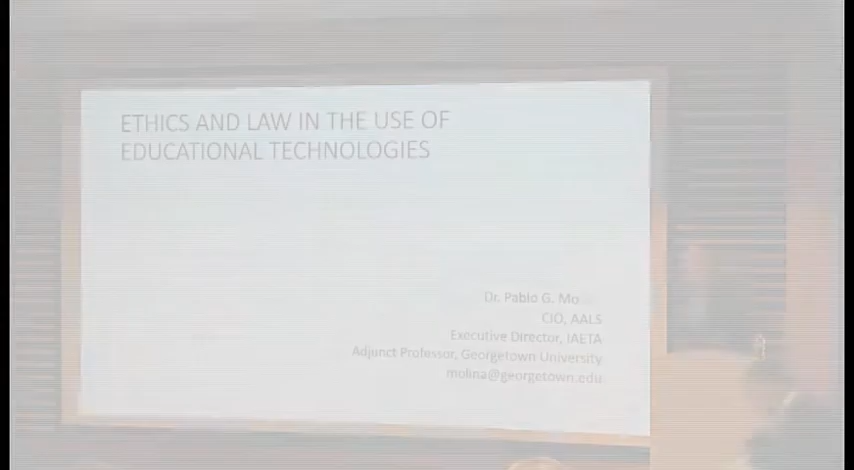 ETHICS AND LAW IN THE USE OF
EDUCATIONAL TECHNOLOGIES
Dr. Pablo G. Mo
CIO, AALS
Executive Director, IAETA
Adjunct Professor, Georgetown University
molina@georgetown.edu